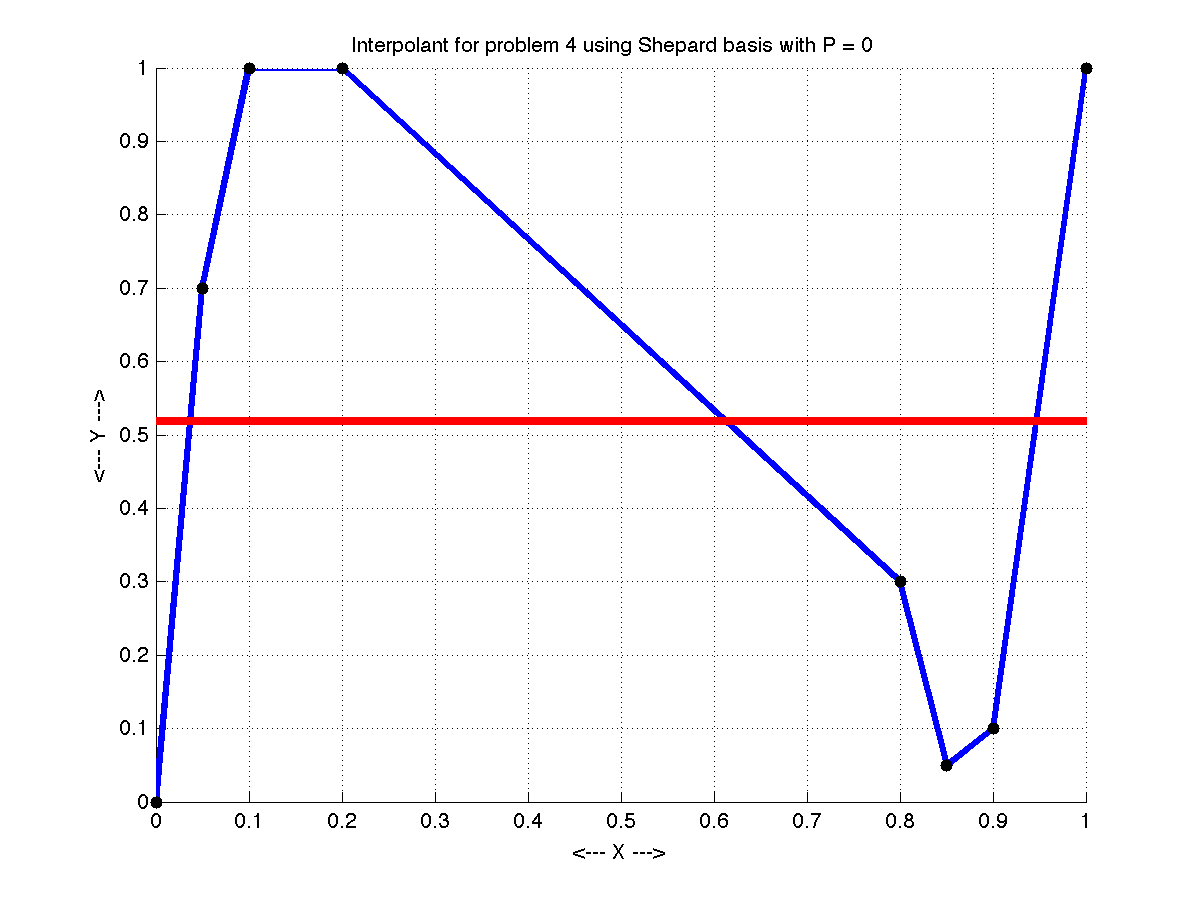 Interpolant for problem 4 using Shepard basis with P = 0
1
0.9
0.8
0.7
0.6
0.5
0.4
0.3
0.2
0.1
0
<--- Y --->
0 0.1 0.2 0.3 0.4 0.5 0.6 0.7 0.8 0.9 1
<--- X --->